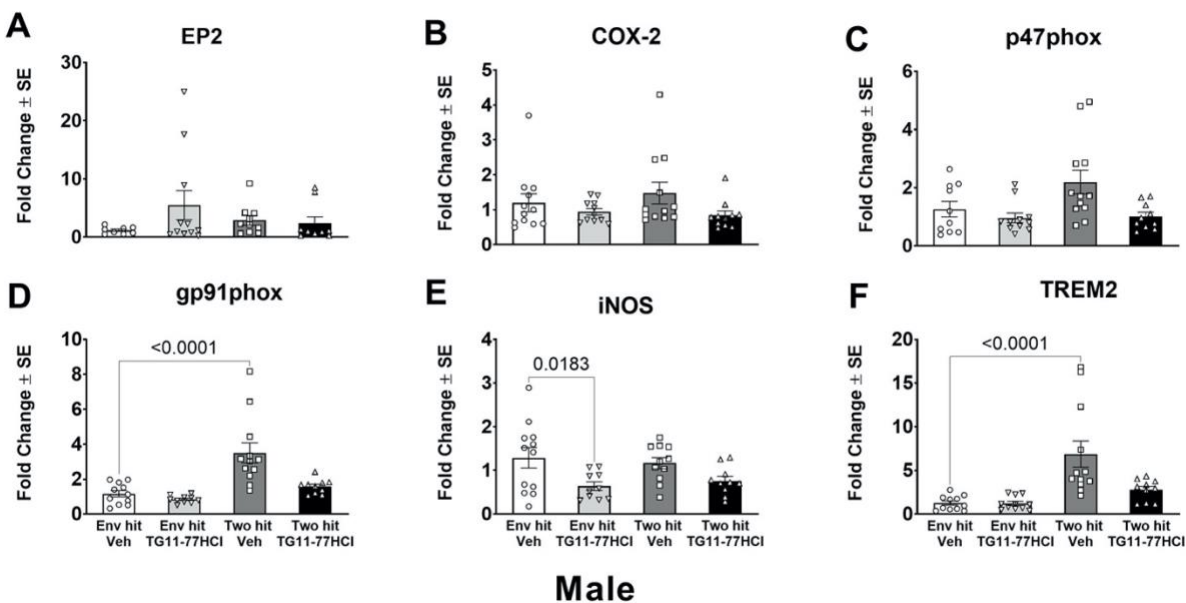 A
EP2
Fold Change ± SE
30
20
10
0
B
COX-2
Fold Change ± SE
5
4
3
2
1
0
C
p47phox
Fold Change ± SE
6
4
2
0
D
gp91phox
Fold Change ± SE
10
8
6
4
2
0
<0.0001
Env hit Veh
Env hit TG11-77HCl
Two hit Veh
Two hit TG11-77HCl
E
iNOS
Fold Change ± SE
4
3
2
1
0
0.0183
Env hit Veh
Env hit TG11-77HCl
Two hit Veh
Two hit TG11-77HCl
F
TREM2
Fold Change ± SE
20
15
10
5
0
<0.0001
Env hit Veh
Env hit TG11-77HCl
Two hit Veh
Two hit TG11-77HCl
Male